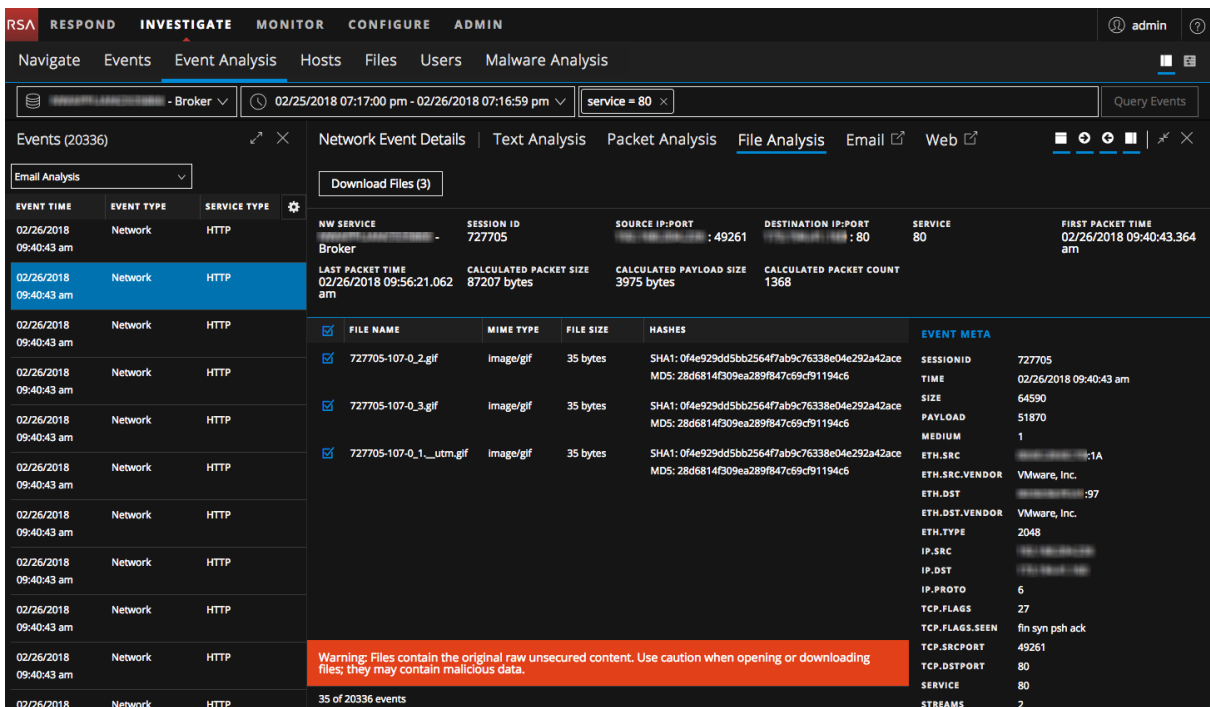 RSA RESPOND INVESTIGATE MONITOR CONFIGURE ADMIN admin ?
Navigate Events Event Analysis Hosts Files Users Malware Analysis
- Broker 02/25/2018 07:17:00 pm - 02/26/2018 07:16:59 pm service = 80 × Query Events
Events (20336)
Email Analysis
EVENT TIME EVENT TYPE SERVICE TYPE
02/26/2018 Network HTTP
09:40:43 am
02/26/2018 Network HTTP
09:40:43 am
02/26/2018 Network HTTP
09:40:43 am
02/26/2018 Network HTTP
09:40:43 am
02/26/2018 Network HTTP
09:40:43 am
02/26/2018 Network HTTP
09:40:43 am
02/26/2018 Network HTTP
09:40:43 am
02/26/2018 Network HTTP
09:40:43 am
02/26/2018 Network HTTP
09:40:43 am
02/26/2018 Network HTTP
09:40:43 am
02/26/2018 Network HTTP
Network Event Details | Text Analysis Packet Analysis File Analysis Email Web
Download Files (3)
NW SERVICE SESSION ID SOURCE IP:PORT DESTINATION IP:PORT SERVICE FIRST PACKET TIME
- 727705 : 49261 : 80 80 02/26/2018 09:40:43.364
Broker am
LAST PACKET TIME CALCULATED PACKET SIZE CALCULATED PAYLOAD SIZE CALCULATED PACKET COUNT
02/26/2018 09:56:21.062 87207 bytes 3975 bytes 1368
am
FILE NAME MIME TYPE FILE SIZE HASHES
727705-107-0_2.gif image/gif 35 bytes SHA1: 0f4e929dd5bb2564f7ab9c76338e04e292a42ace
MD5: 28d6814f309ea289f847c69cf91194c6
727705-107-0_3.gif image/gif 35 bytes SHA1: 0f4e929dd5bb2564f7ab9c76338e04e292a42ace
MD5: 28d6814f309ea289f847c69cf91194c6
727705-107-0_1.__utm.gif image/gif 35 bytes SHA1: 0f4e929dd5bb2564f7ab9c76338e04e292a42ace
MD5: 28d6814f309ea289f847c69cf91194c6
Warning: Files contain the original raw unsecured content. Use caution when opening or downloading
files; they may contain malicious data.
35 of 20336 events
EVENT META
SESSIONID 727705
TIME 02/26/2018 09:40:43 am
SIZE 64590
PAYLOAD 51870
MEDIUM 1
ETH.SRC :1A
ETH.SRC.VENDOR VMware, Inc.
ETH.DST :97
ETH.DST.VENDOR VMware, Inc.
ETH.TYPE 2048
IP.SRC
IP.DST
IP.PROTO 6
TCP.FLAGS 27
TCP.FLAGS.SEEN fin syn psh ack
TCP.SRCPORT 49261
TCP.DSTPORT 80
SERVICE 80
STREAMS 2